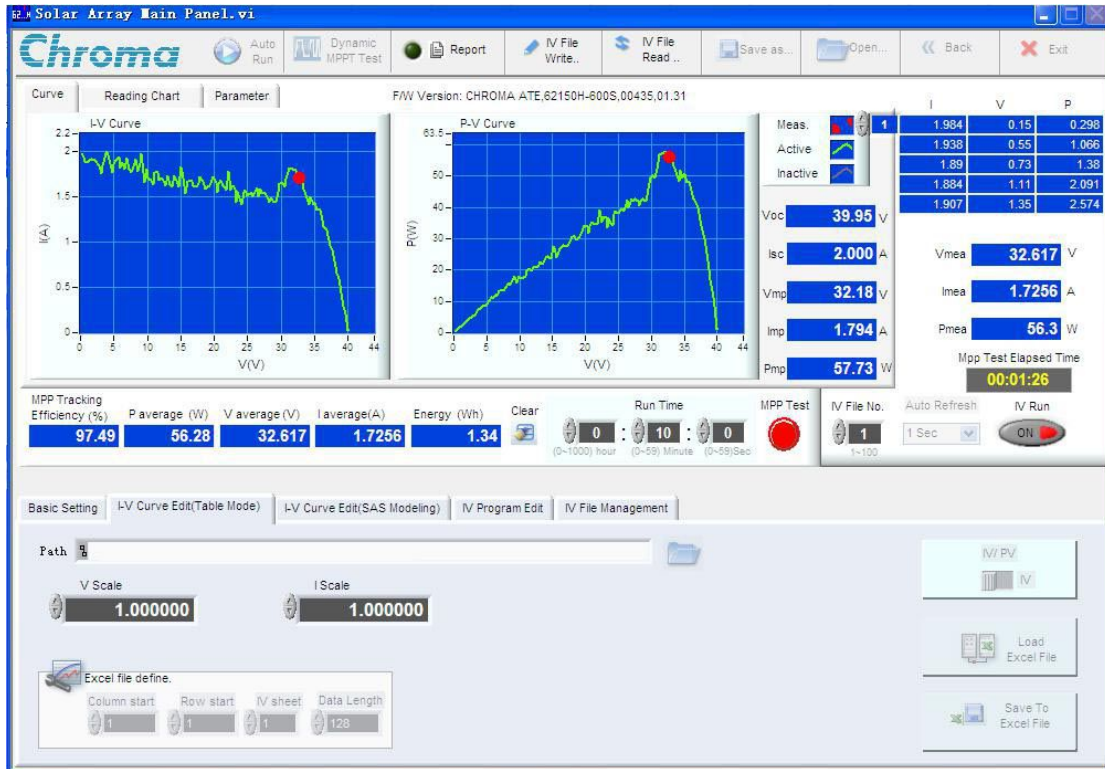 Solar Array Main Panel.vi
Chroma
Auto Run
Dynamic MPPT Test
Report
IV File Write..
IV File Read ..
Save as...
Open...
Back
Exit
Curve
Reading Chart
Parameter
F/W Version: CHROMA ATE,62150H-600S,00435,01.31
I-V Curve
2.2
2
1.5
1
0.5
0
I(A)
0 5 10 15 20 25 30 35 40 44
V(V)
P-V Curve
63.5
50
40
30
20
10
0
P(W)
0 5 10 15 20 25 30 35 40 44
V(V)
Meas. 1
Active
Inactive
Voc 39.95 V
Isc 2.000 A
Vmp 32.18 V
Imp 1.794 A
Pmp 57.73 W
I V P
1.984 0.15 0.298
1.938 0.55 1.066
1.89 0.73 1.38
1.884 1.11 2.091
1.907 1.35 2.574
Vmea 32.617 V
Imea 1.7256 A
Pmea 56.3 W
Mpp Test Elapsed Time
00:01:26
MPP Tracking
Efficiency (%) P average (W) V average (V) I average(A) Energy (Wh)
97.49 56.28 32.617 1.7256 1.34
Clear
Run Time
0 : 10 : 0
(0~1000) hour (0~59) Minute (0~59)Sec
MPP Test
IV File No.
1
1~100
Auto Refresh
1 Sec
IV Run
ON
Basic Setting
I-V Curve Edit(Table Mode)
I-V Curve Edit(SAS Modeling)
IV Program Edit
IV File Management
Path
V Scale
1.000000
I Scale
1.000000
Excel file define.
Column start Row start IV sheet Data Length
1 1 1 128
IV/ PV
IV
Load
Excel File
Save To
Excel File